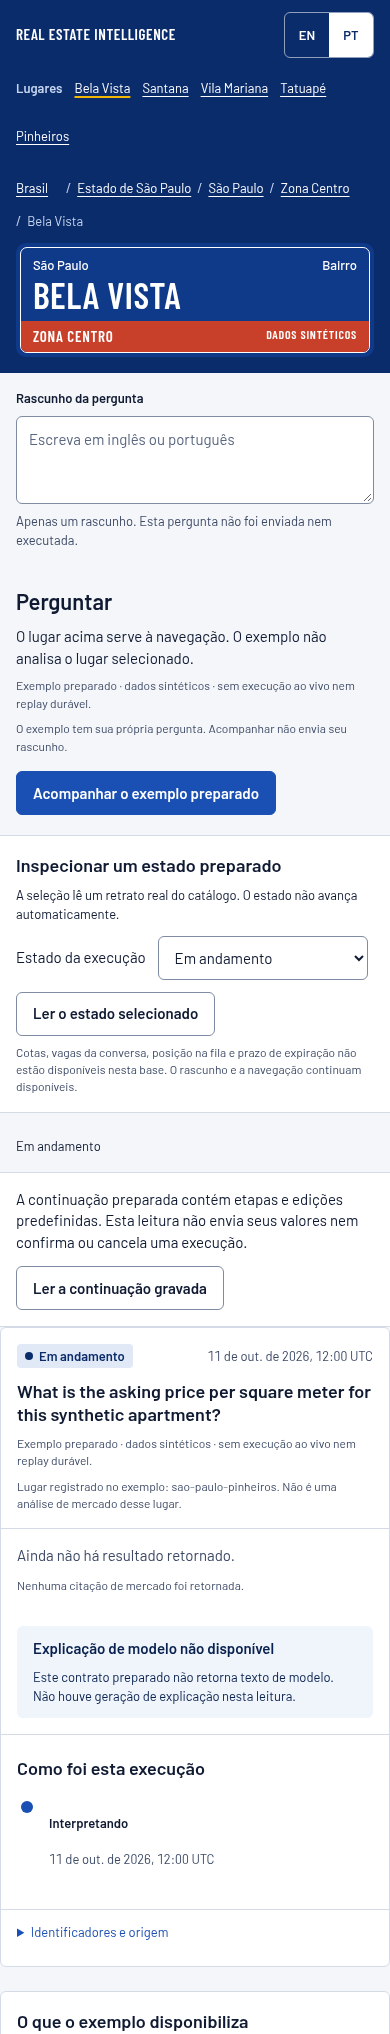 REAL ESTATE INTELLIGENCE
EN PT
Lugares Bela Vista Santana Vila Mariana Tatuapé
Pinheiros
Brasil / Estado de São Paulo / São Paulo / Zona Centro
/ Bela Vista
São Paulo Bairro
BELA VISTA
ZONA CENTRO DADOS SINTÉTICOS
Rascunho da pergunta
Escreva em inglês ou português
Apenas um rascunho. Esta pergunta não foi enviada nem
executada.
Perguntar
O lugar acima serve à navegação. O exemplo não
analisa o lugar selecionado.
Exemplo preparado · dados sintéticos · sem execução ao vivo nem
replay durável.
O exemplo tem sua própria pergunta. Acompanhar não envia seu
rascunho.
Acompanhar o exemplo preparado
Inspecionar um estado preparado
A seleção lê um retrato real do catálogo. O estado não avança
automaticamente.
Estado da execução Em andamento
Ler o estado selecionado
Cotas, vagas da conversa, posição na fila e prazo de expiração não
estão disponíveis nesta base. O rascunho e a navegação continuam
disponíveis.
Em andamento
A continuação preparada contém etapas e edições
predefinidas. Esta leitura não envia seus valores nem
confirma ou cancela uma execução.
Ler a continuação gravada
Em andamento 11 de out. de 2026, 12:00 UTC
What is the asking price per square meter for
this synthetic apartment?
Exemplo preparado · dados sintéticos · sem execução ao vivo nem
replay durável.
Lugar registrado no exemplo: sao-paulo-pinheiros. Não é uma
análise de mercado desse lugar.
Ainda não há resultado retornado.
Nenhuma citação de mercado foi retornada.
Explicação de modelo não disponível
Este contrato preparado não retorna texto de modelo.
Não houve geração de explicação nesta leitura.
Como foi esta execução
Interpretando
11 de out. de 2026, 12:00 UTC
Identificadores e origem
O que o exemplo disponibiliza